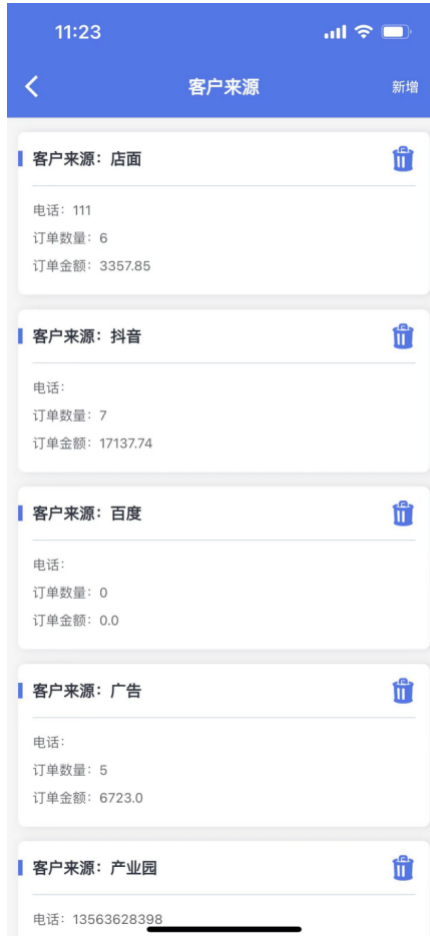 11:23
客户来源
新增
客户来源：店面
电话：111
订单数量：6
订单金额：3357.85
客户来源：抖音
电话：
订单数量：7
订单金额：17137.74
客户来源：百度
电话：
订单数量：0
订单金额：0.0
客户来源：广告
电话：
订单数量：5
订单金额：6723.0
客户来源：产业园
电话：13563628398